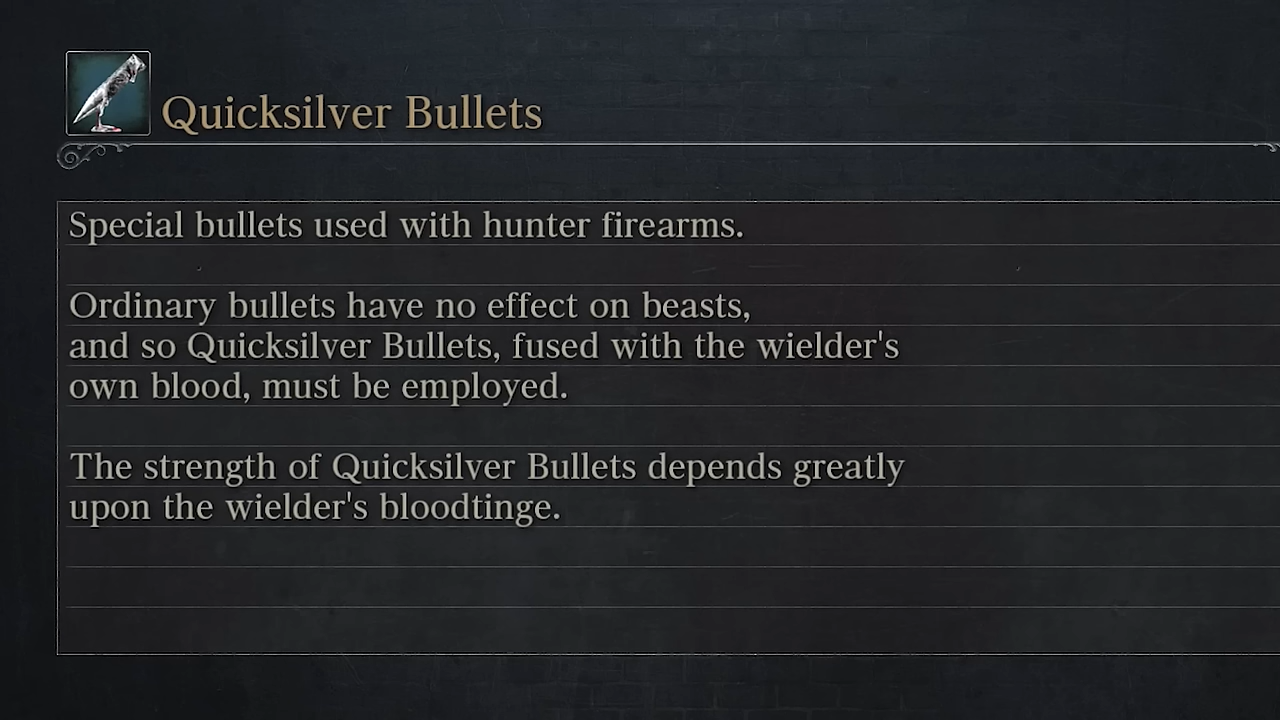 Quicksilver Bullets
Special bullets used with hunter firearms.
Ordinary bullets have no effect on beasts,
and so Quicksilver Bullets, fused with the wielder's
own blood, must be employed.
The strength of Quicksilver Bullets depends greatly
upon the wielder's bloodtinge.